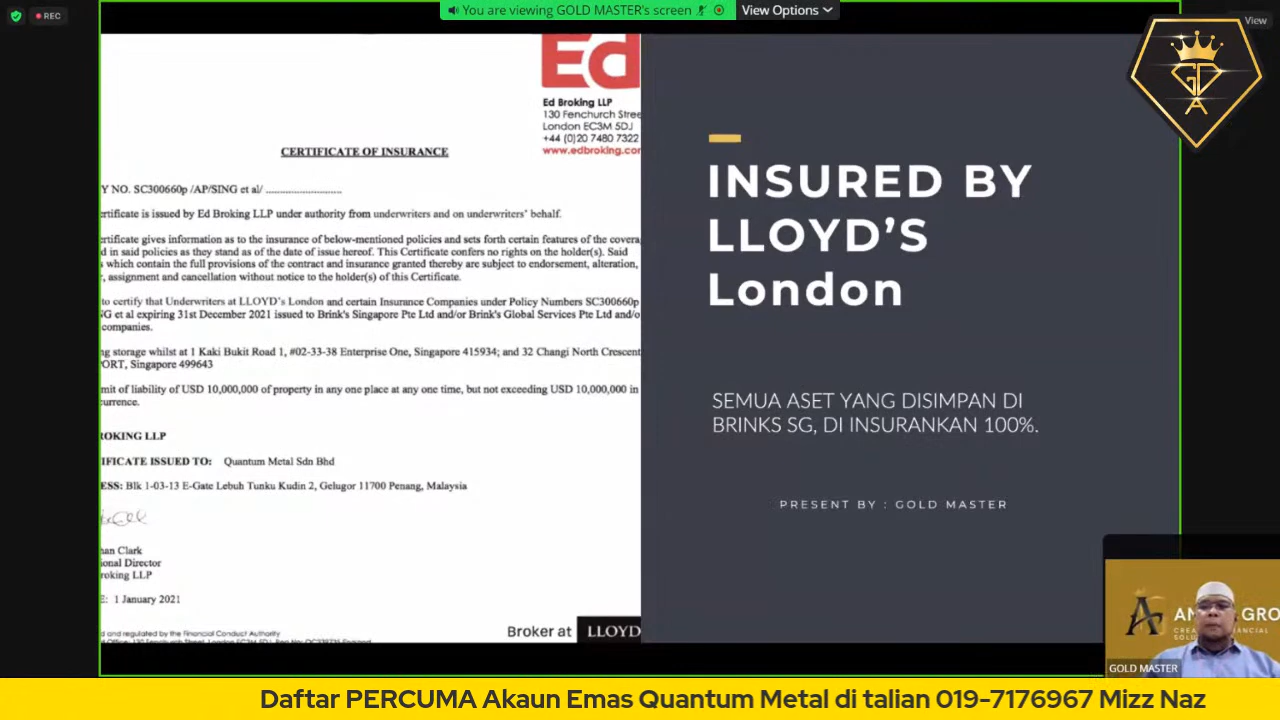 REC
You are viewing GOLD MASTER's screen
View Options
View
Ed
Ed Broking LLP
130 Fenchurch Stree
London EC3M 5DJ
+44 (0)20 7480 7322
www.edbroking.cor
CERTIFICATE OF INSURANCE
Y NO. SC300660p /AP/SING et al/ ........................
rtificate is issued by Ed Broking LLP under authority from underwriters and on underwriters' behalf.
rtificate gives information as to the insurance of below-mentioned policies and sets forth certain features of the covera
d in said policies as they stand as of the date of issue hereof. This Certificate confers no rights on the holder(s). Said
s which contain the full provisions of the contract and insurance granted thereby are subject to endorsement, alteration,
r, assignment and cancellation without notice to the holder(s) of this Certificate.
to certify that Underwriters at LLOYD's London and certain Insurance Companies under Policy Numbers SC300660p
NG et al expiring 31st December 2021 issued to Brink's Singapore Pte Ltd and/or Brink's Global Services Pte Ltd and/o
companies.
ng storage whilst at 1 Kaki Bukit Road 1, #02-33-38 Enterprise One, Singapore 415934; and 32 Changi North Crescent
PORT, Singapore 499643
mit of liability of USD 10,000,000 of property in any one place at any one time, but not exceeding USD 10,000,000 in
currence.
ROKING LLP
IFICATE ISSUED TO: Quantum Metal Sdn Bhd
ESS: Blk 1-03-13 E-Gate Lebuh Tunku Kudin 2, Gelugor 11700 Penang, Malaysia
han Clark
ional Director
roking LLP
E: 1 January 2021
d and regulated by the Financial Conduct Authority
Broker at LLOYD
INSURED BY
LLOYD’S
London
SEMUA ASET YANG DISIMPAN DI
BRINKS SG, DI INSURANKAN 100%.
PRESENT BY : GOLD MASTER
GOLD MASTER
Daftar PERCUMA Akaun Emas Quantum Metal di talian 019-7176967 Mizz Naz